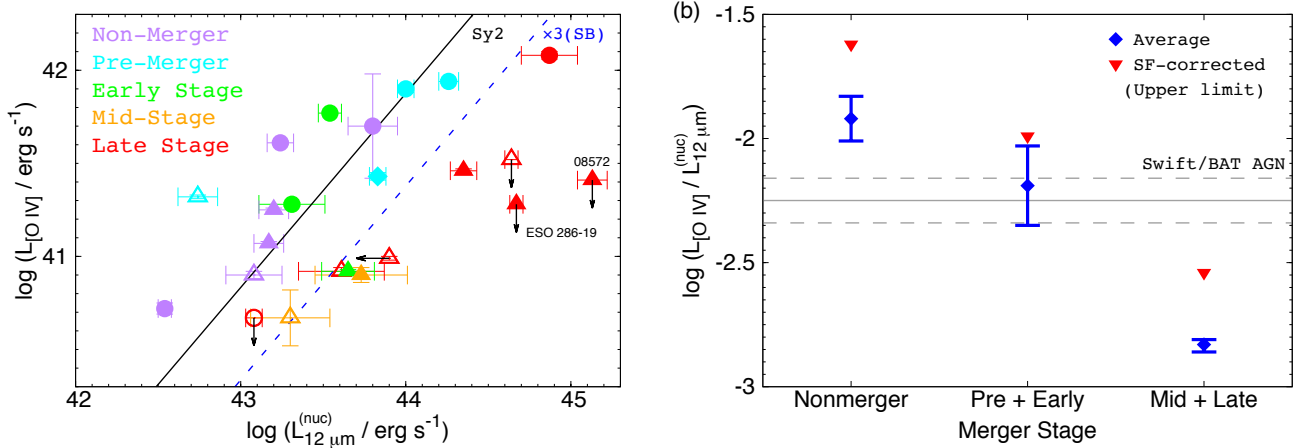 Non-Merger
Pre-Merger
Early Stage
Mid-Stage
Late Stage
Sy2
×3(SB)
08572
ESO 286-19
42
41
42 43 44 45
log (L[O IV] / erg s⁻¹)
log (L12 μm^(nuc) / erg s⁻¹)
(b)
-1.5
-2
-2.5
-3
Average
SF-corrected
(Upper limit)
Swift/BAT AGN
Nonmerger Pre + Early Mid + Late
Merger Stage
log (L[O IV] / L12 μm^(nuc))